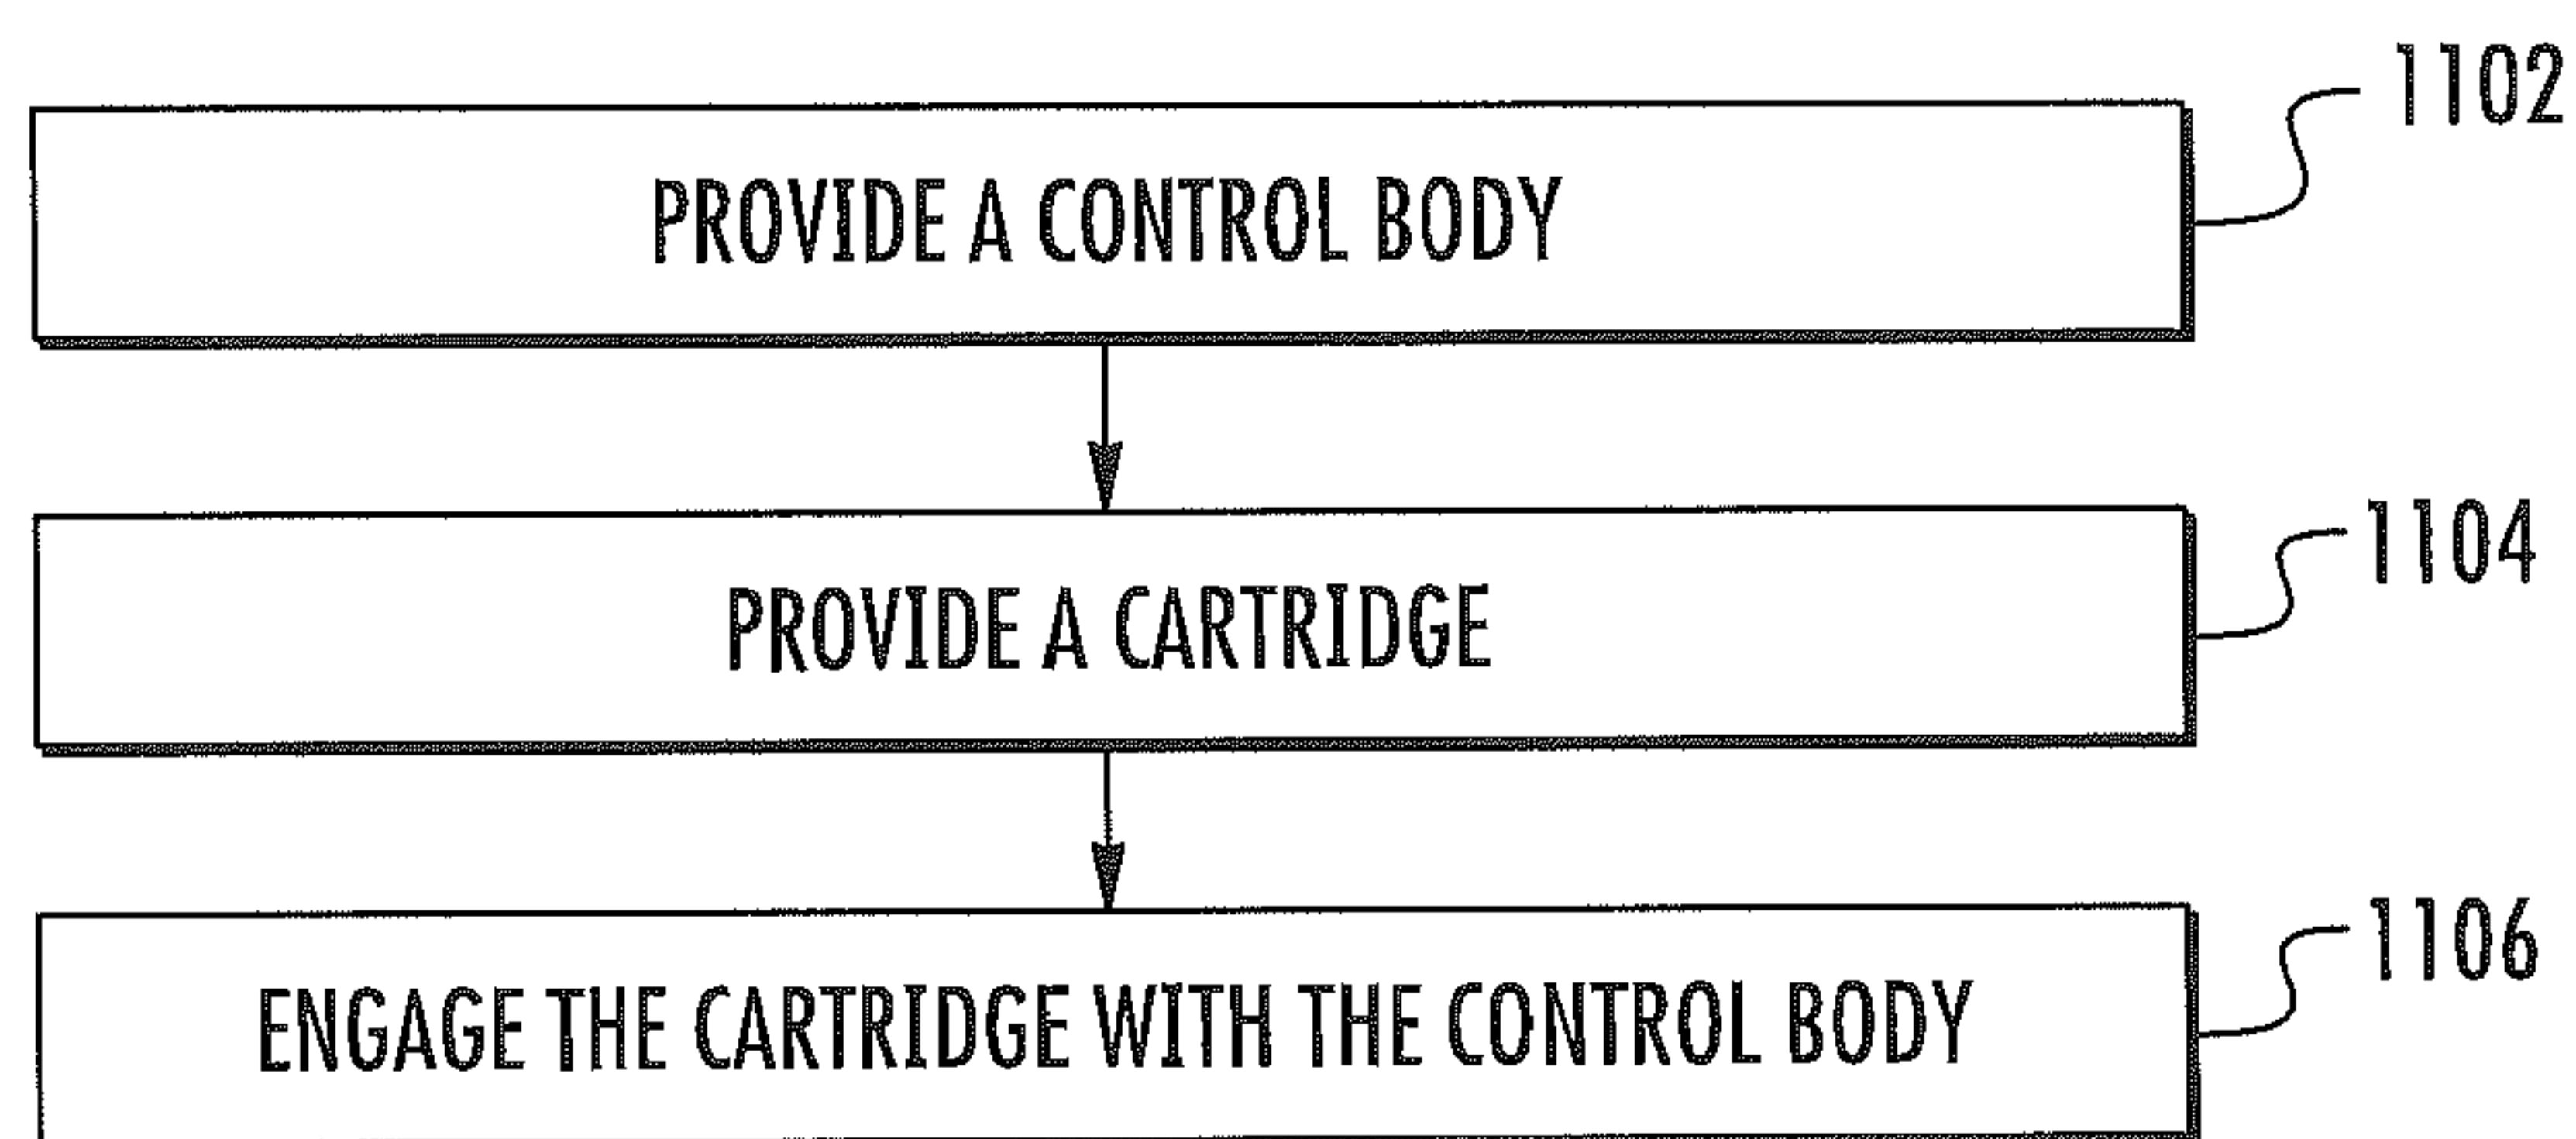 1102
PROVIDE A CONTROL BODY
1104
PROVIDE A CARTRIDGE
1106
ENGAGE THE CARTRIDGE WITH THE CONTROL BODY